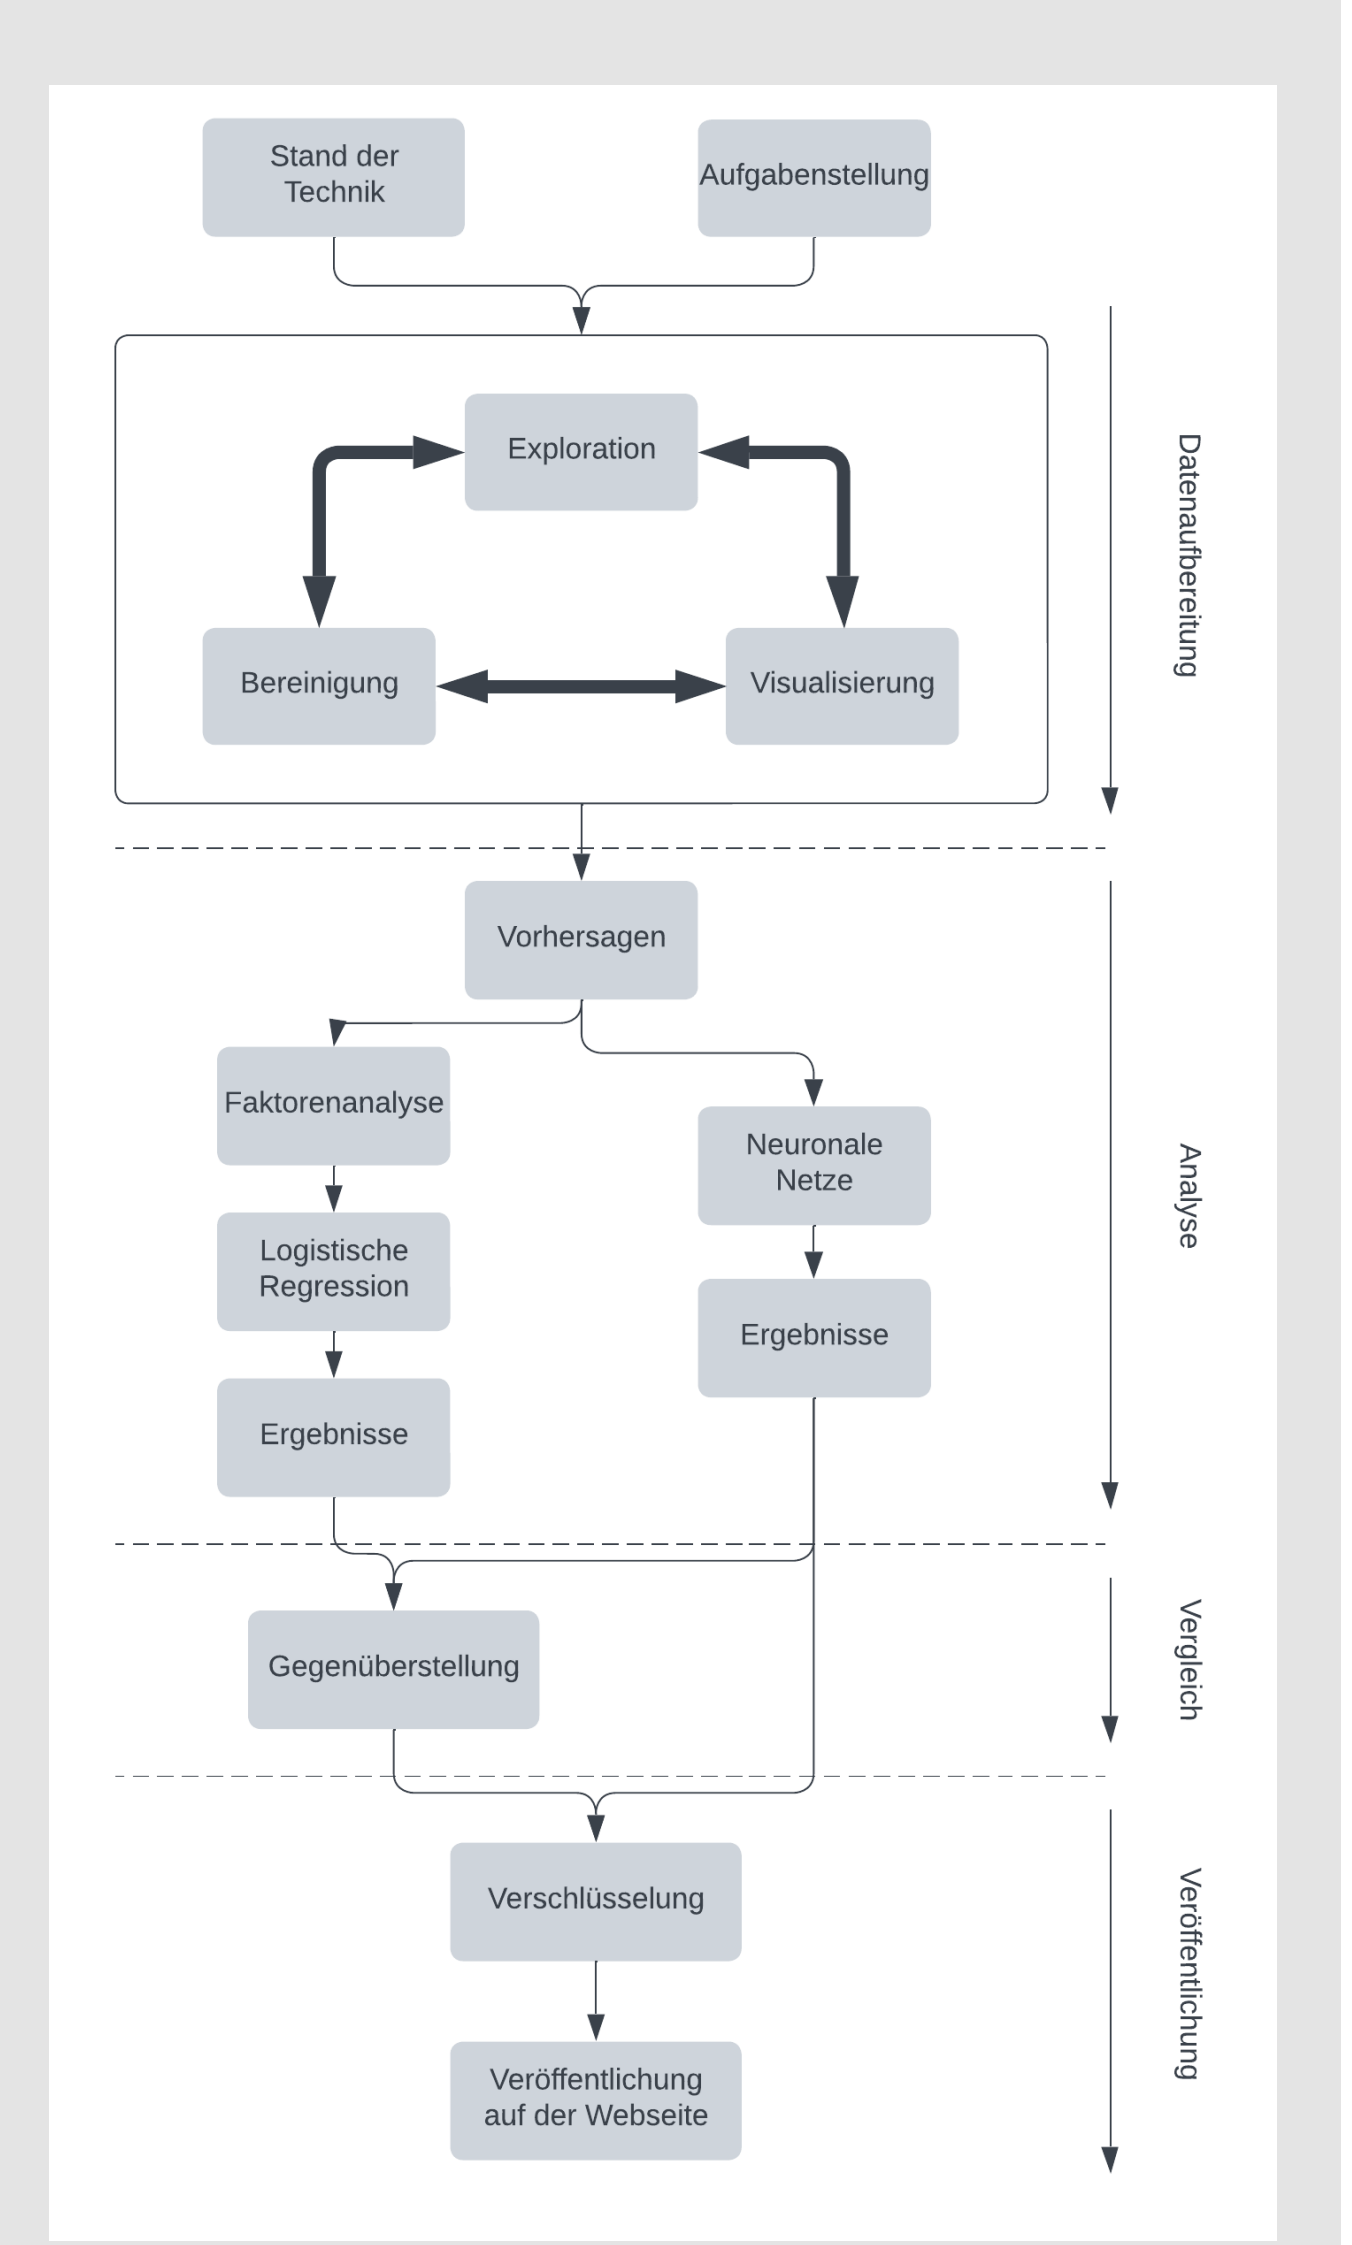 Stand der
Technik
Aufgabenstellung
Exploration
Bereinigung
Visualisierung
Datenaufbereitung
Vorhersagen
Faktorenanalyse
Neuronale
Netze
Logistische
Regression
Ergebnisse
Ergebnisse
Analyse
Gegenüberstellung
Vergleich
Verschlüsselung
Veröffentlichung
auf der Webseite
Veröffentlichung